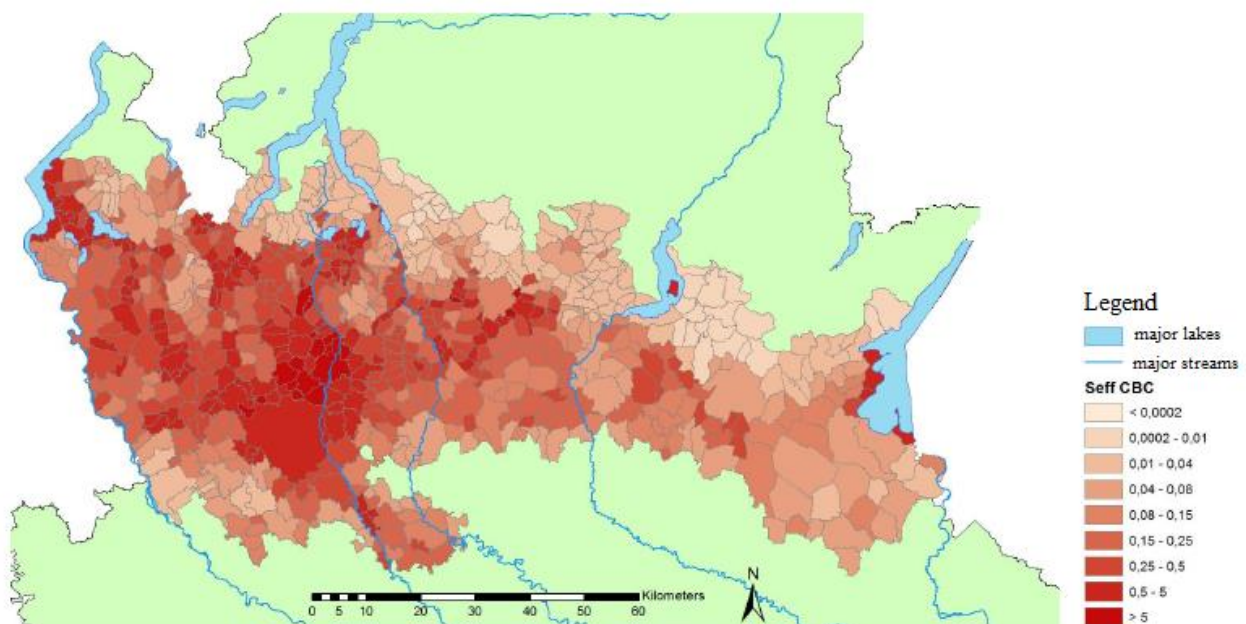 Legend
major lakes
major streams
Seff CBC
< 0,0002
0,0002 - 0,01
0,01 - 0,04
0,04 - 0,08
0,08 - 0,15
0,15 - 0,25
0,25 - 0,5
0,5 - 5
> 5
N
Kilometers
0 5 10 20 30 40 50 60